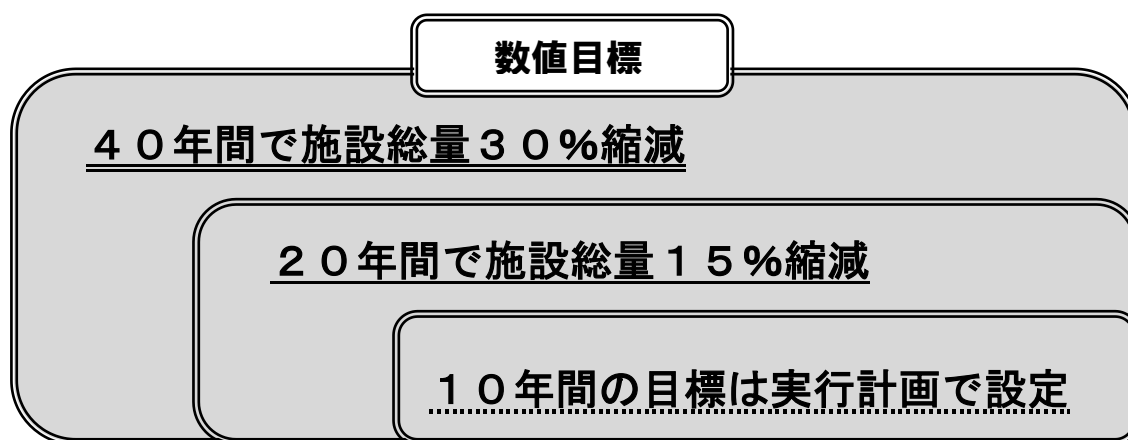 数値目標
４０年間で施設総量３０%縮減
２０年間で施設総量１５%縮減
１０年間の目標は実行計画で設定